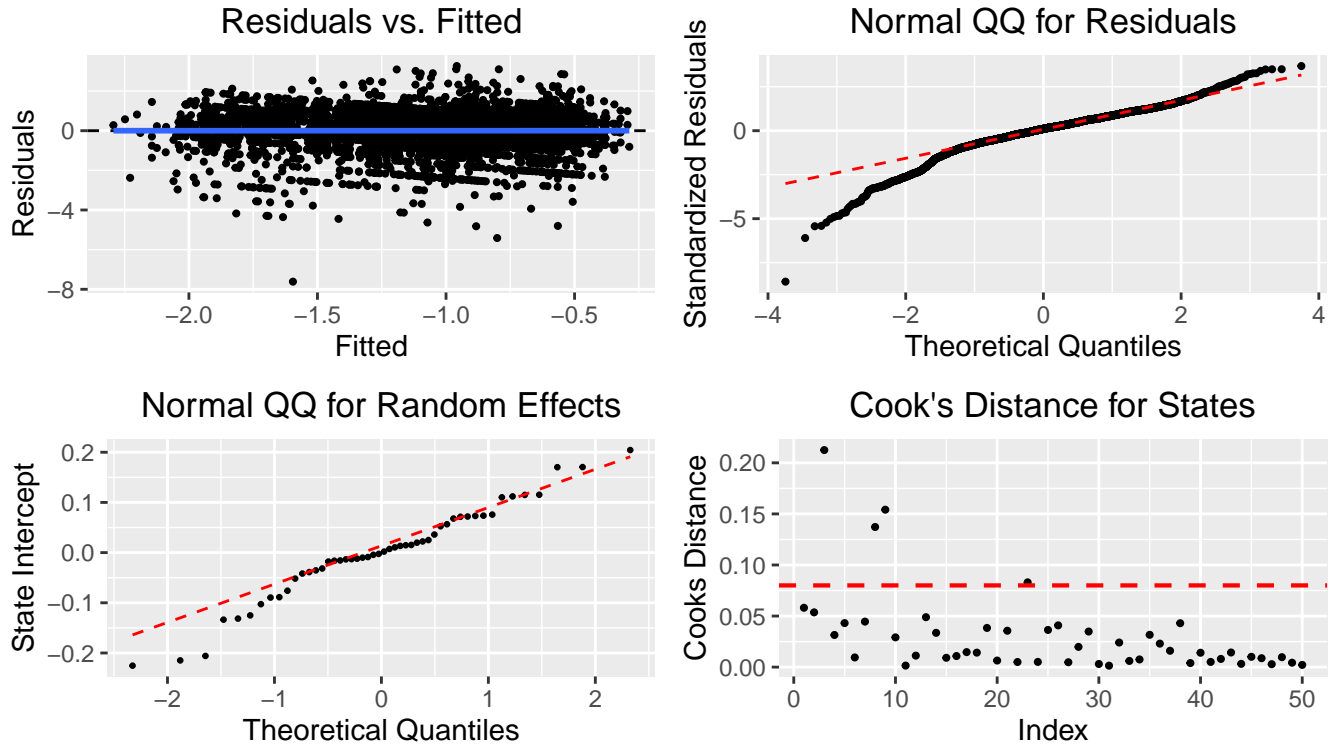 Residuals vs. Fitted
Residuals
0
−4
−8
−2.0 −1.5 −1.0 −0.5
Fitted
Normal QQ for Residuals
Standardized Residuals
0
−5
−4 −2 0 2 4
Theoretical Quantiles
Normal QQ for Random Effects
State Intercept
0.2
0.1
0.0
−0.1
−0.2
−2 −1 0 1 2
Theoretical Quantiles
Cook's Distance for States
Cooks Distance
0.20
0.15
0.10
0.05
0.00
0 10 20 30 40 50
Index